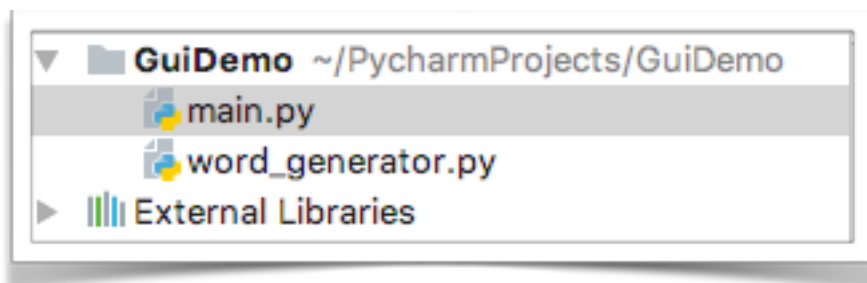 GuiDemo ~/PycharmProjects/GuiDemo
main.py
word_generator.py
External Libraries